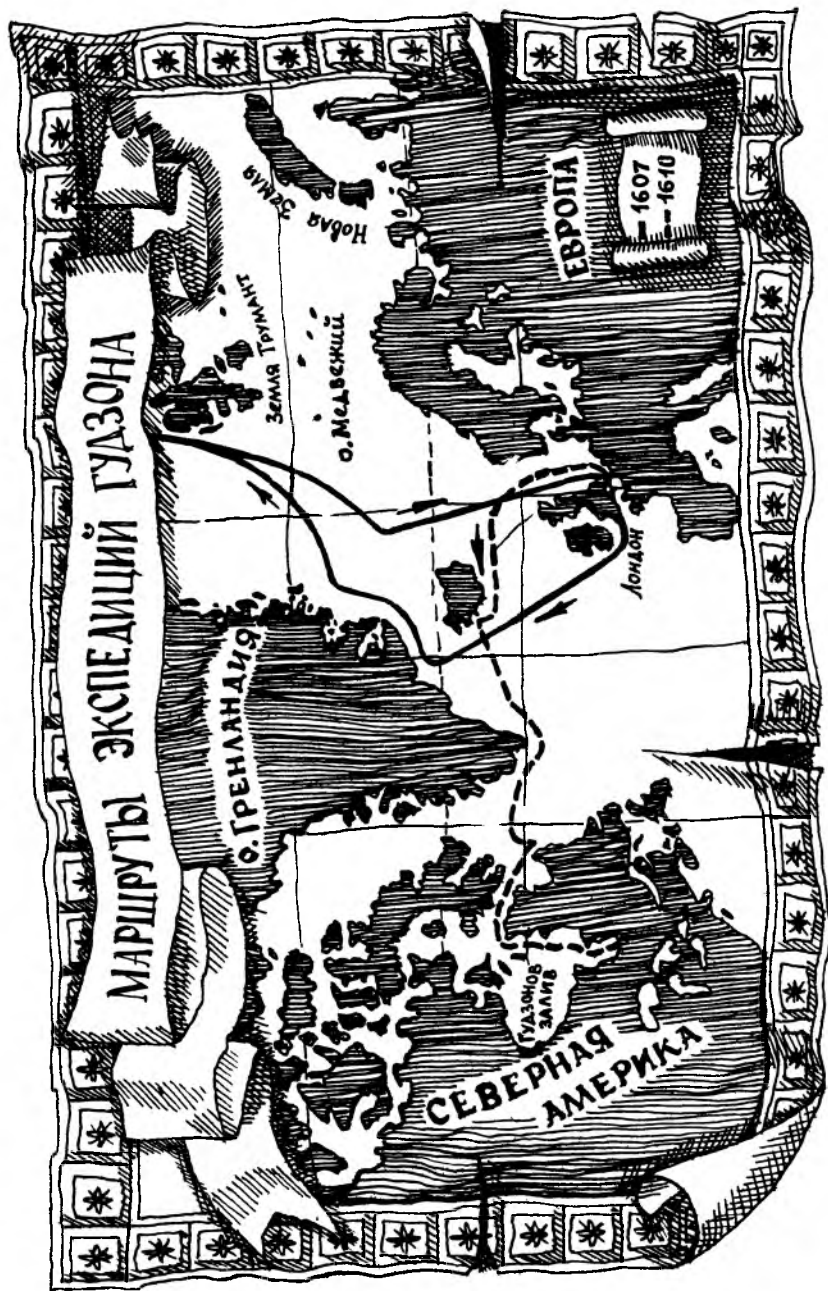 МАРШРУТЫ ЭКСПЕДИЦИЙ ГУДЗОНА
о. ГРЕНЛАНДИЯ
Земля Трумант
о. Медвежий
Новая Земля
СЕВЕРНАЯ
АМЕРИКА
ГУДЗОНОВ
ЗАЛИВ
Лондон
ЕВРОПА
1607
1610